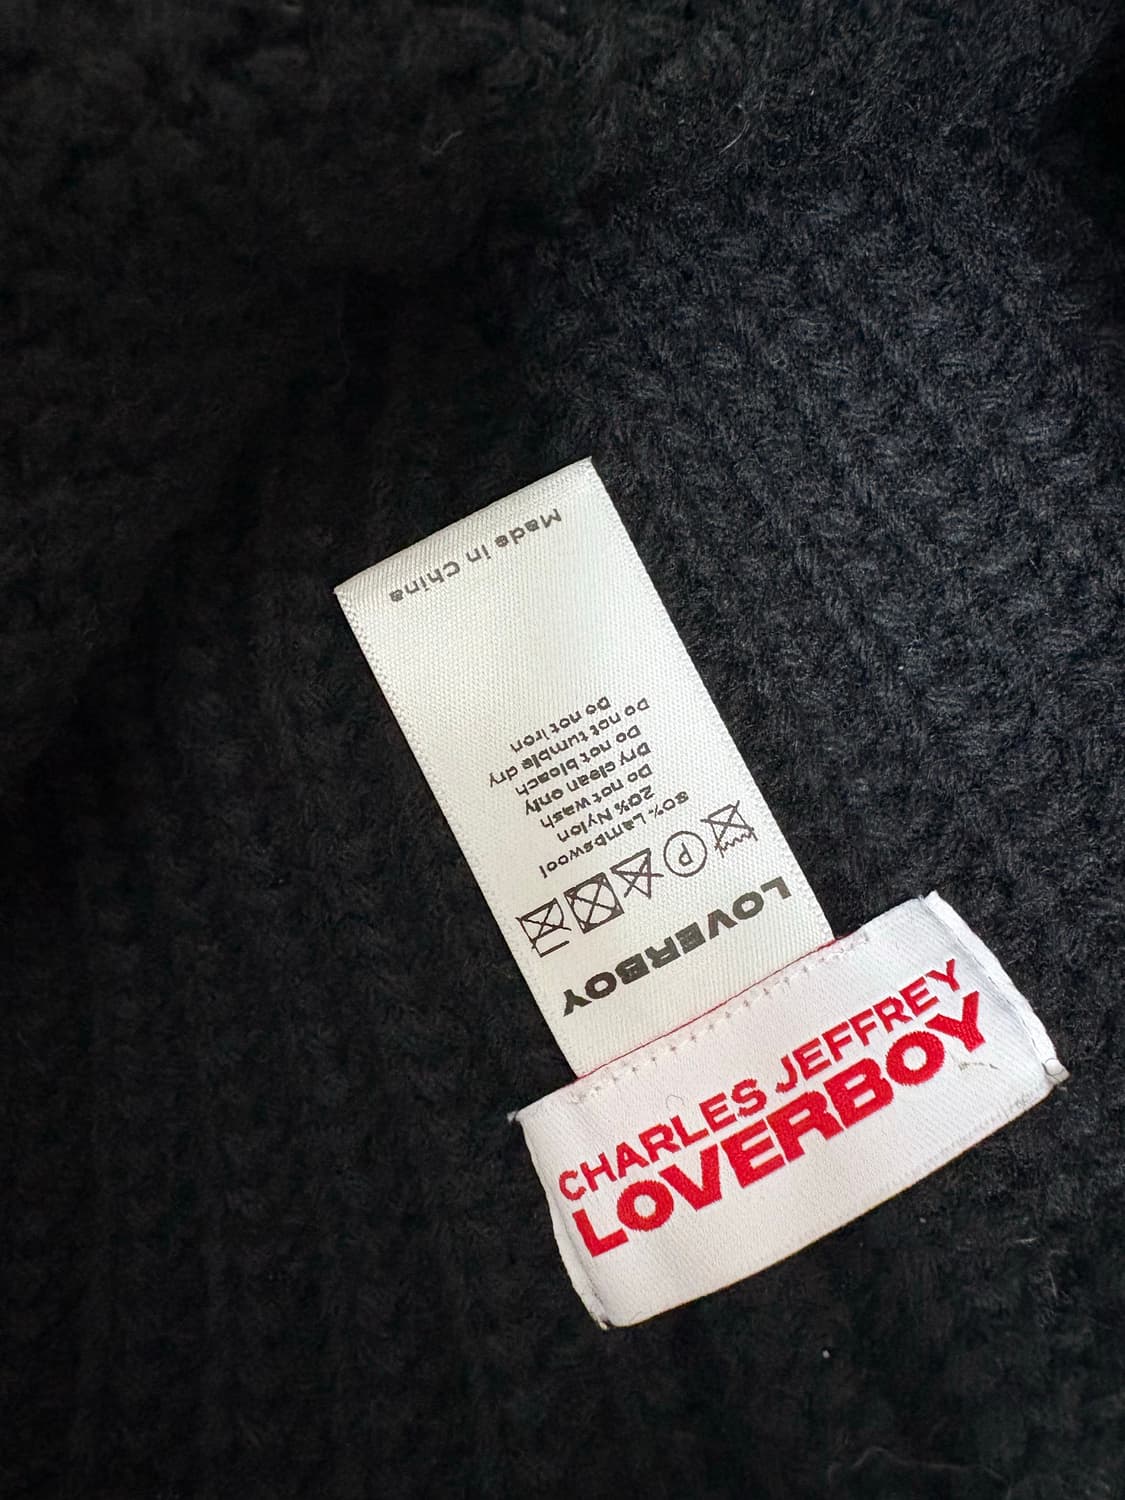 CHARLES JEFFREY
LOVERBOY
LOVERBOY
P
80% Lambswool
20% Nylon
Do not wash
Dry clean only
Do not bleach
Do not tumble dry
Do not iron
Made in China